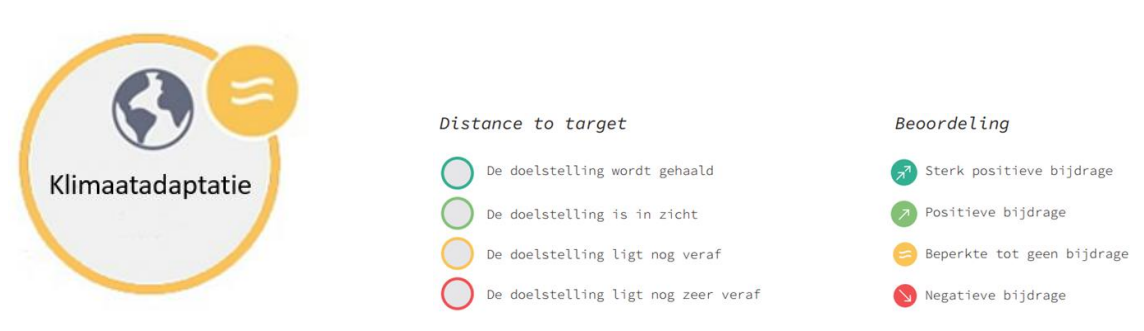 Klimaatadaptatie
Distance to target
De doelstelling wordt gehaald
De doelstelling is in zicht
De doelstelling ligt nog veraf
De doelstelling ligt nog zeer veraf
Beoordeling
Sterk positieve bijdrage
Positieve bijdrage
Beperkte tot geen bijdrage
Negatieve bijdrage